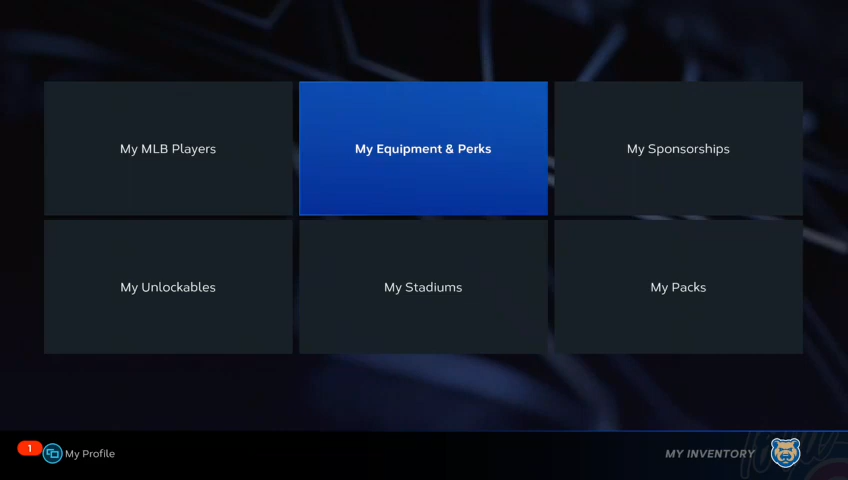 My MLB Players
My Equipment & Perks
My Sponsorships
My Unlockables
My Stadiums
My Packs
1
My Profile
MY INVENTORY